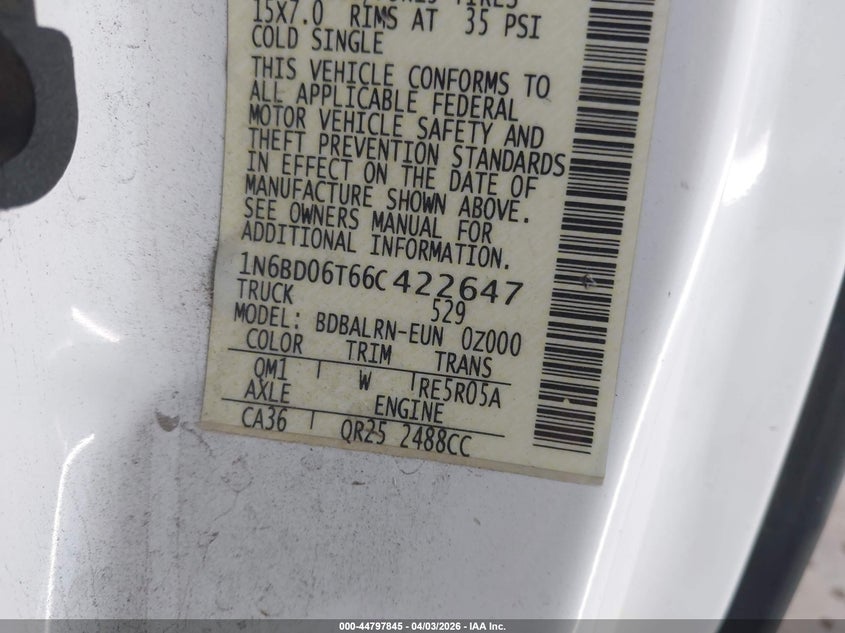 15X7.0 RIMS AT 35 PSI
COLD SINGLE
THIS VEHICLE CONFORMS TO
ALL APPLICABLE FEDERAL
MOTOR VEHICLE SAFETY AND
THEFT PREVENTION STANDARDS
IN EFFECT ON THE DATE OF
MANUFACTURE SHOWN ABOVE.
SEE OWNERS MANUAL FOR
ADDITIONAL INFORMATION.
1N6BD06T66C422647
TRUCK 529
MODEL: BDBALRN-EUN 0Z000
COLOR TRIM TRANS
QM1 W RE5R05A
AXLE ENGINE
CA36 QR25 2488CC
000-44797845 - 04/03/2026 - IAA Inc.